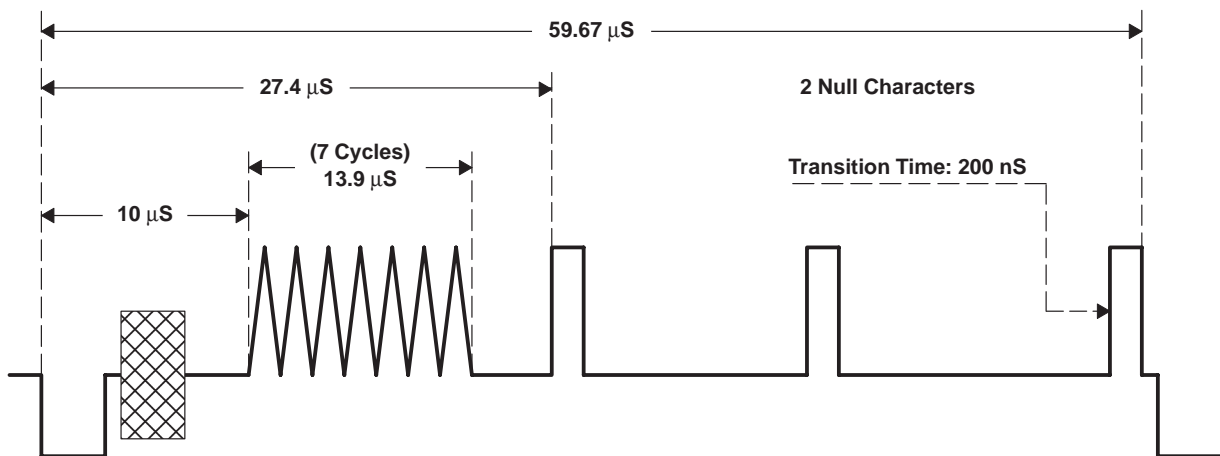 59.67 μS
27.4 μS
2 Null Characters
(7 Cycles)
13.9 μS
Transition Time: 200 nS
10 μS